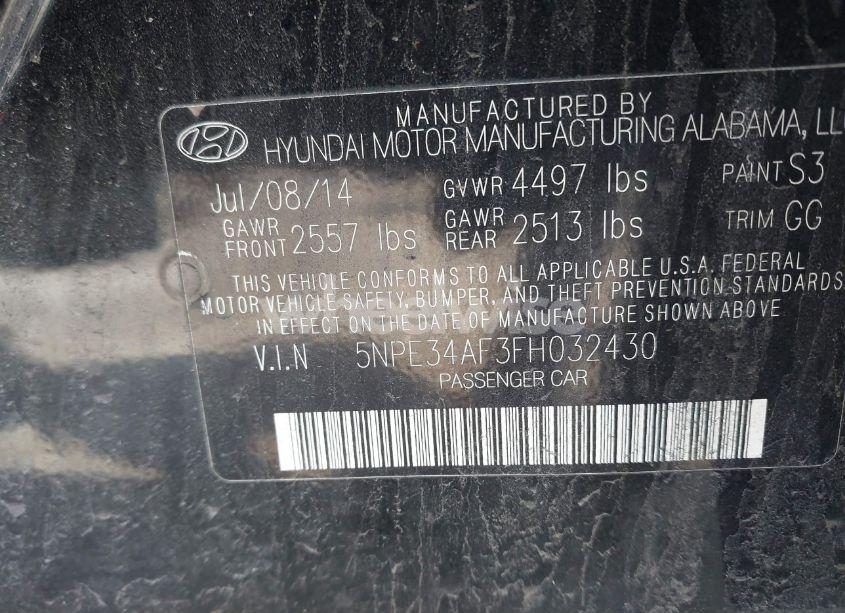 MANUFACTURED BY
HYUNDAI MOTOR MANUFACTURING ALABAMA, LLC
Jul/08/14 GVWR 4497 lbs PAINT S3
GAWR FRONT 2557 lbs GAWR REAR 2513 lbs TRIM GG
THIS VEHICLE CONFORMS TO ALL APPLICABLE U.S.A. FEDERAL
MOTOR VEHICLE SAFETY, BUMPER, AND THEFT PREVENTION STANDARDS
IN EFFECT ON THE DATE OF MANUFACTURE SHOWN ABOVE
V.I.N 5NPE34AF3FH032430
PASSENGER CAR